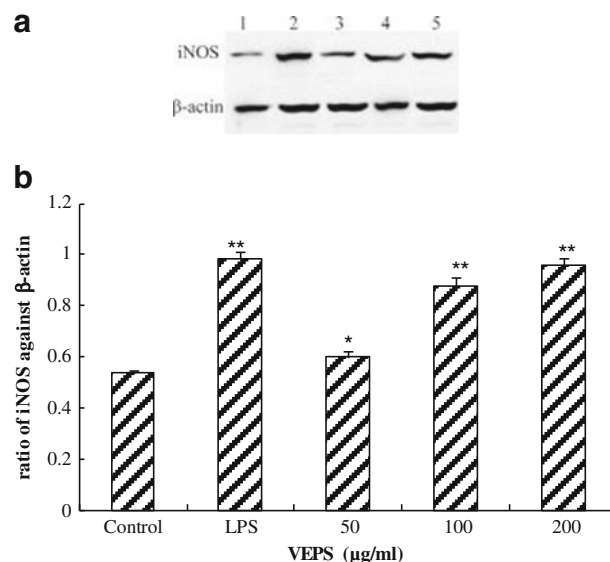 a
1 2 3 4 5
iNOS
β-actin
b
ratio of iNOS against β-actin
1.2
1
0.8
0.6
0.4
0.2
0
**
**
*
**
**
Control LPS 50 100 200
VEPS (µg/ml)